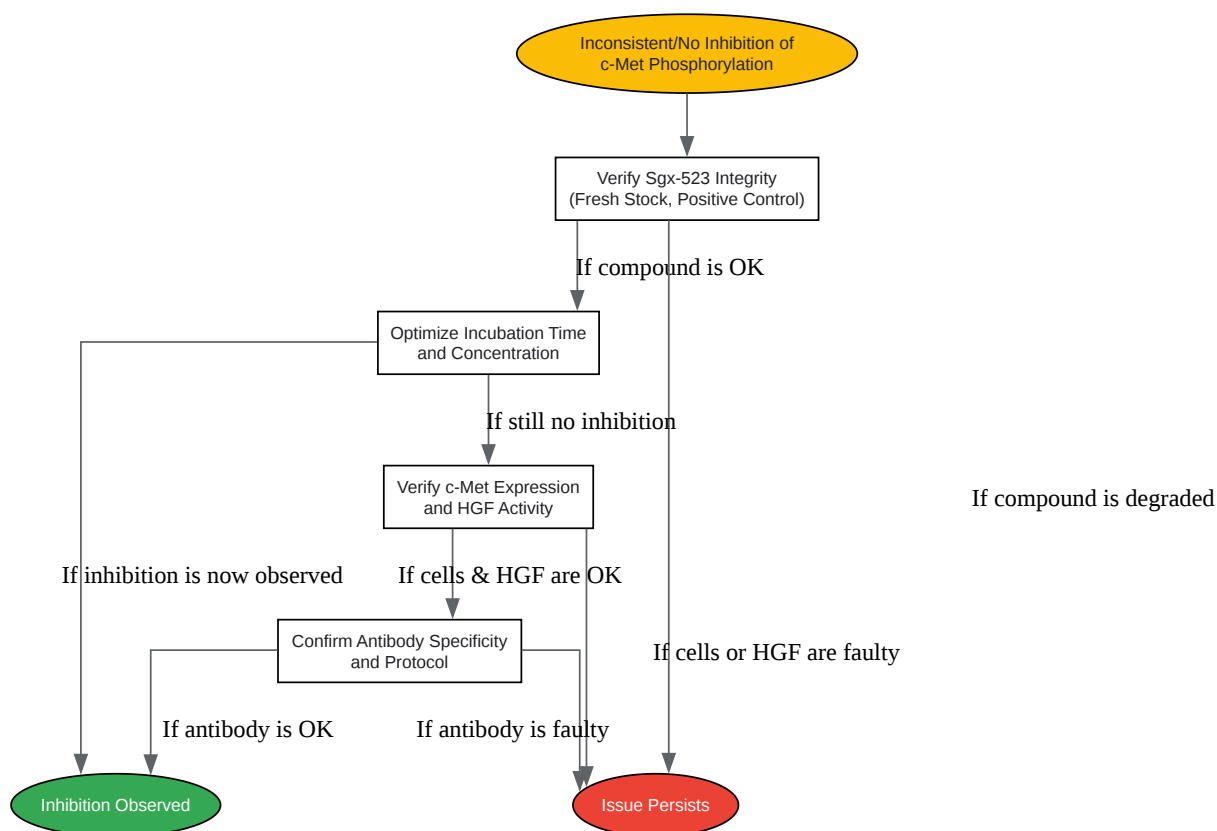 Inconsistent/No Inhibition of
c-Met Phosphorylation
Verify Sgx-523 Integrity
(Fresh Stock, Positive Control)
If compound is OK
Optimize Incubation Time
and Concentration
If still no inhibition
Verify c-Met Expression
and HGF Activity
If compound is degraded
If inhibition is now observed
If cells & HGF are OK
Confirm Antibody Specificity
and Protocol
If cells or HGF are faulty
If antibody is OK
If antibody is faulty
Inhibition Observed
Issue Persists